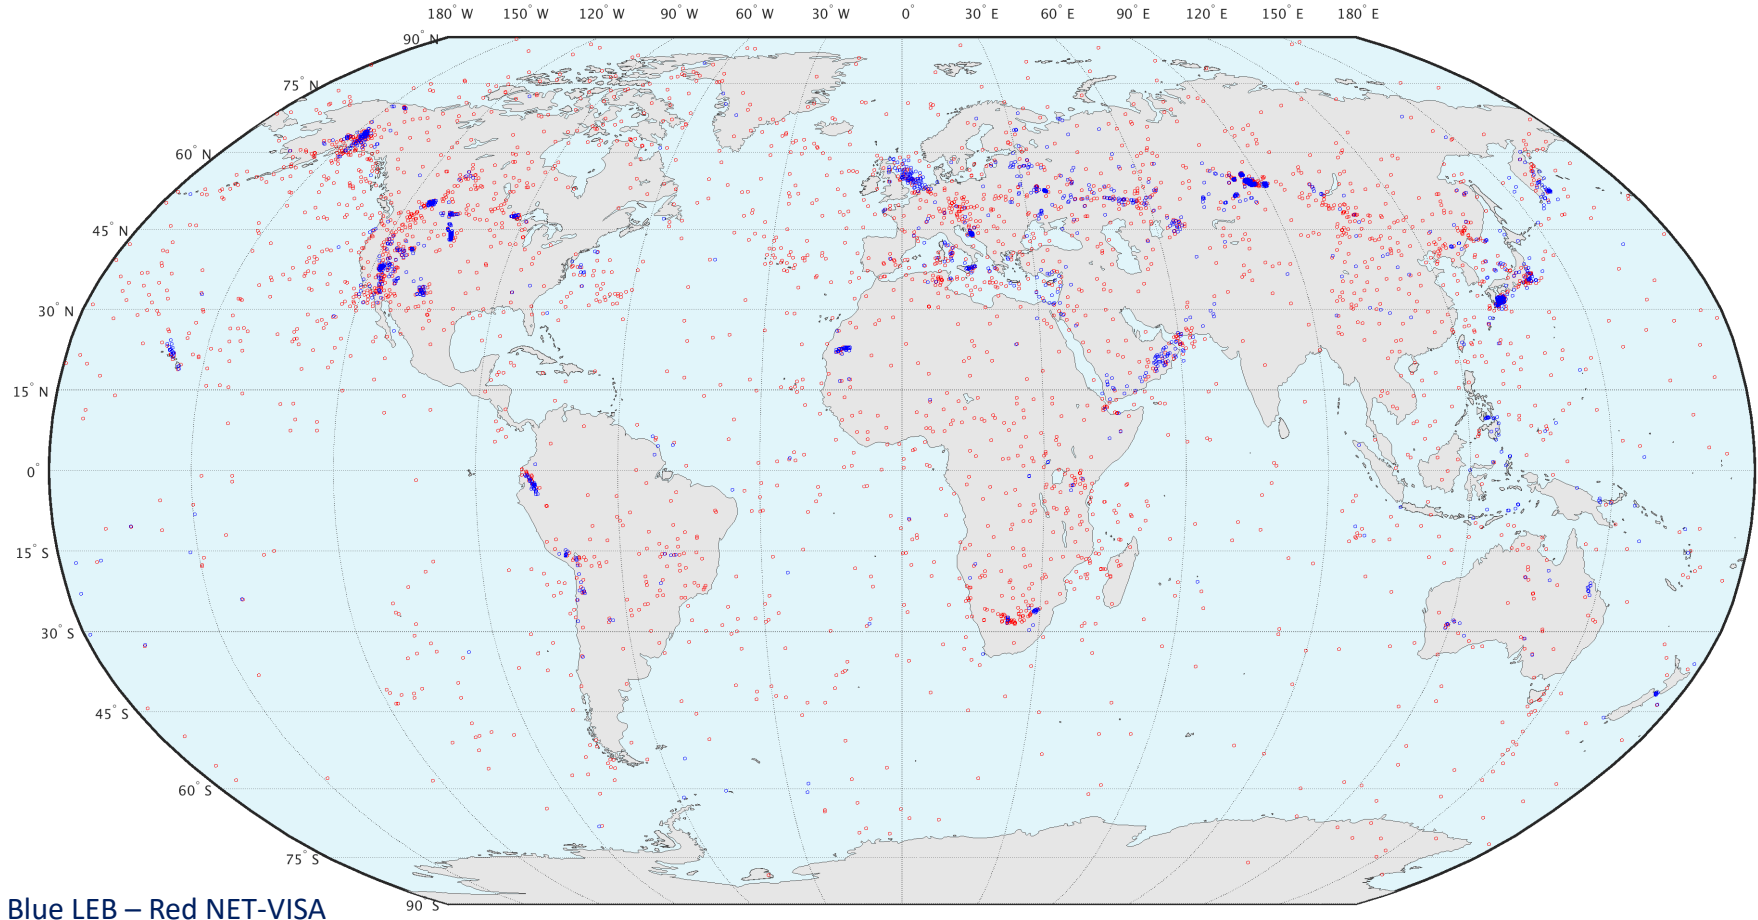 180° W 150° W 120° W 90° W 60° W 30° W 0° 30° E 60° E 90° E 120° E 150° E 180° E
90° N
75° N
60° N
45° N
30° N
15° N
0°
15° S
30° S
45° S
60° S
75° S
90° S
Blue LEB – Red NET-VISA